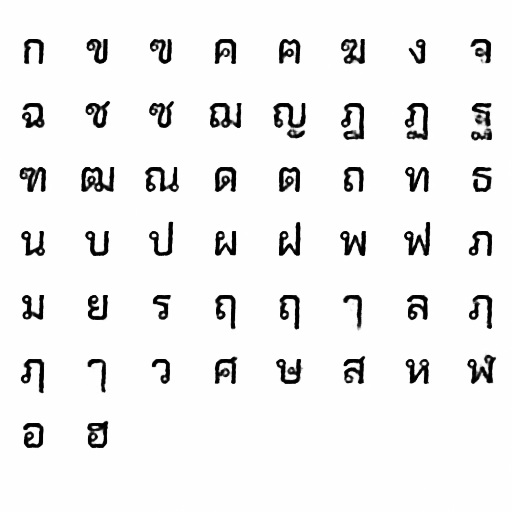 ก ข ฃ ค ฅ ฆ ง จ
ฉ ช ซ ฌ ญ ฎ ฏ ฐ
ฑ ฒ ณ ด ต ถ ท ธ
น บ ป ผ ฝ พ ฟ ภ
ม ย ร ฤ ฤ ๅ ล ฦ
ฦ ๅ ว ศ ษ ส ห ฬ
อ ฮ